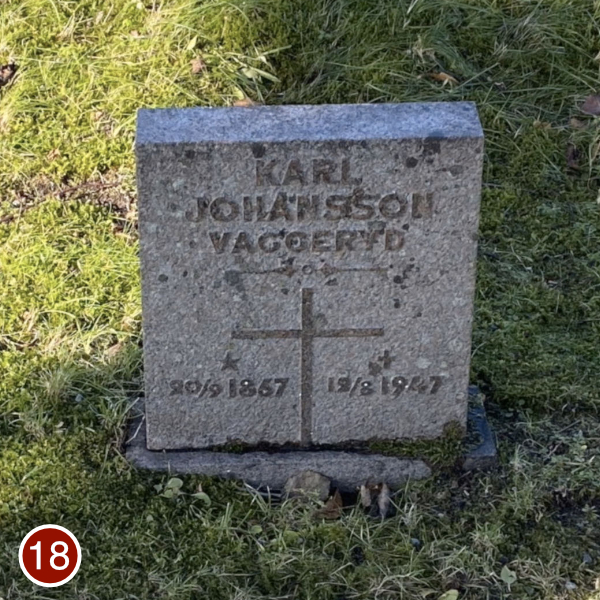 KARL
JOHANSSON
VAGGERYD
20/9 1867 12/8 1947
18